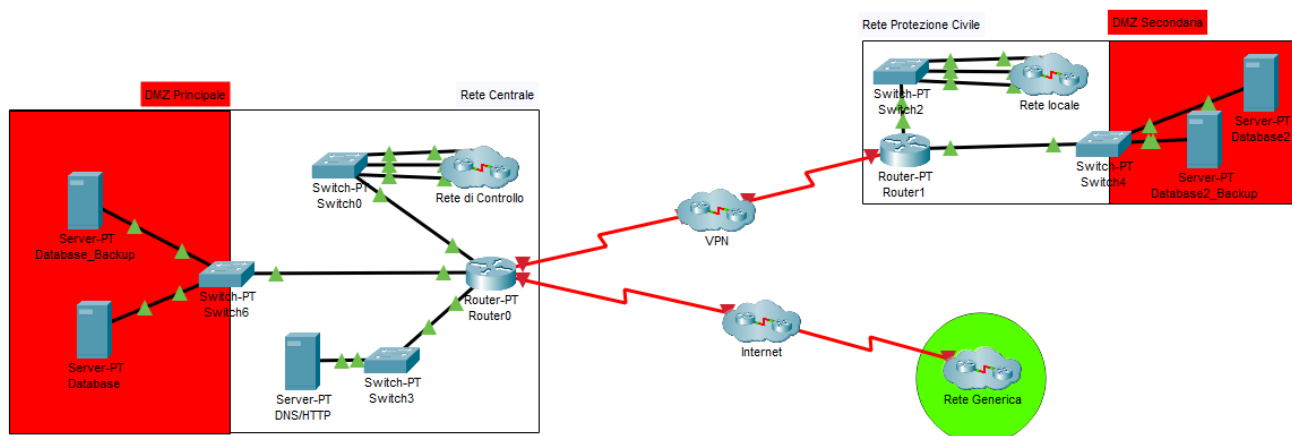 Rete Protezione Civile
DMZ Secondaria
DMZ Principale
Rete Centrale
Switch-PT
Switch2
Rete locale
Server-PT
Database2
Switch-PT
Switch0
Rete di Controllo
Router-PT
Router1
Switch-PT
Switch4
Server-PT
Database2_Backup
Server-PT
Database_Backup
VPN
Switch-PT
Switch6
Router-PT
Router0
Server-PT
Database
Server-PT
DNS/HTTP
Switch-PT
Switch3
Internet
Rete Generica